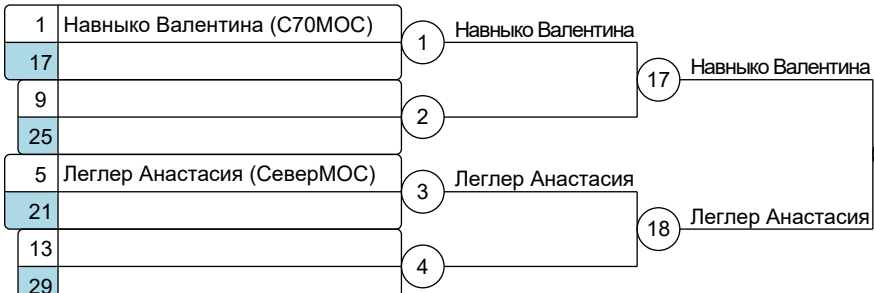 1 Навныко Валентина (С70МОС)
17
1 Навныко Валентина
9
25
2
17 Навныко Валентина
5 Леглер Анастасия (СеверМОС)
21
3 Леглер Анастасия
13
29
4
18 Леглер Анастасия